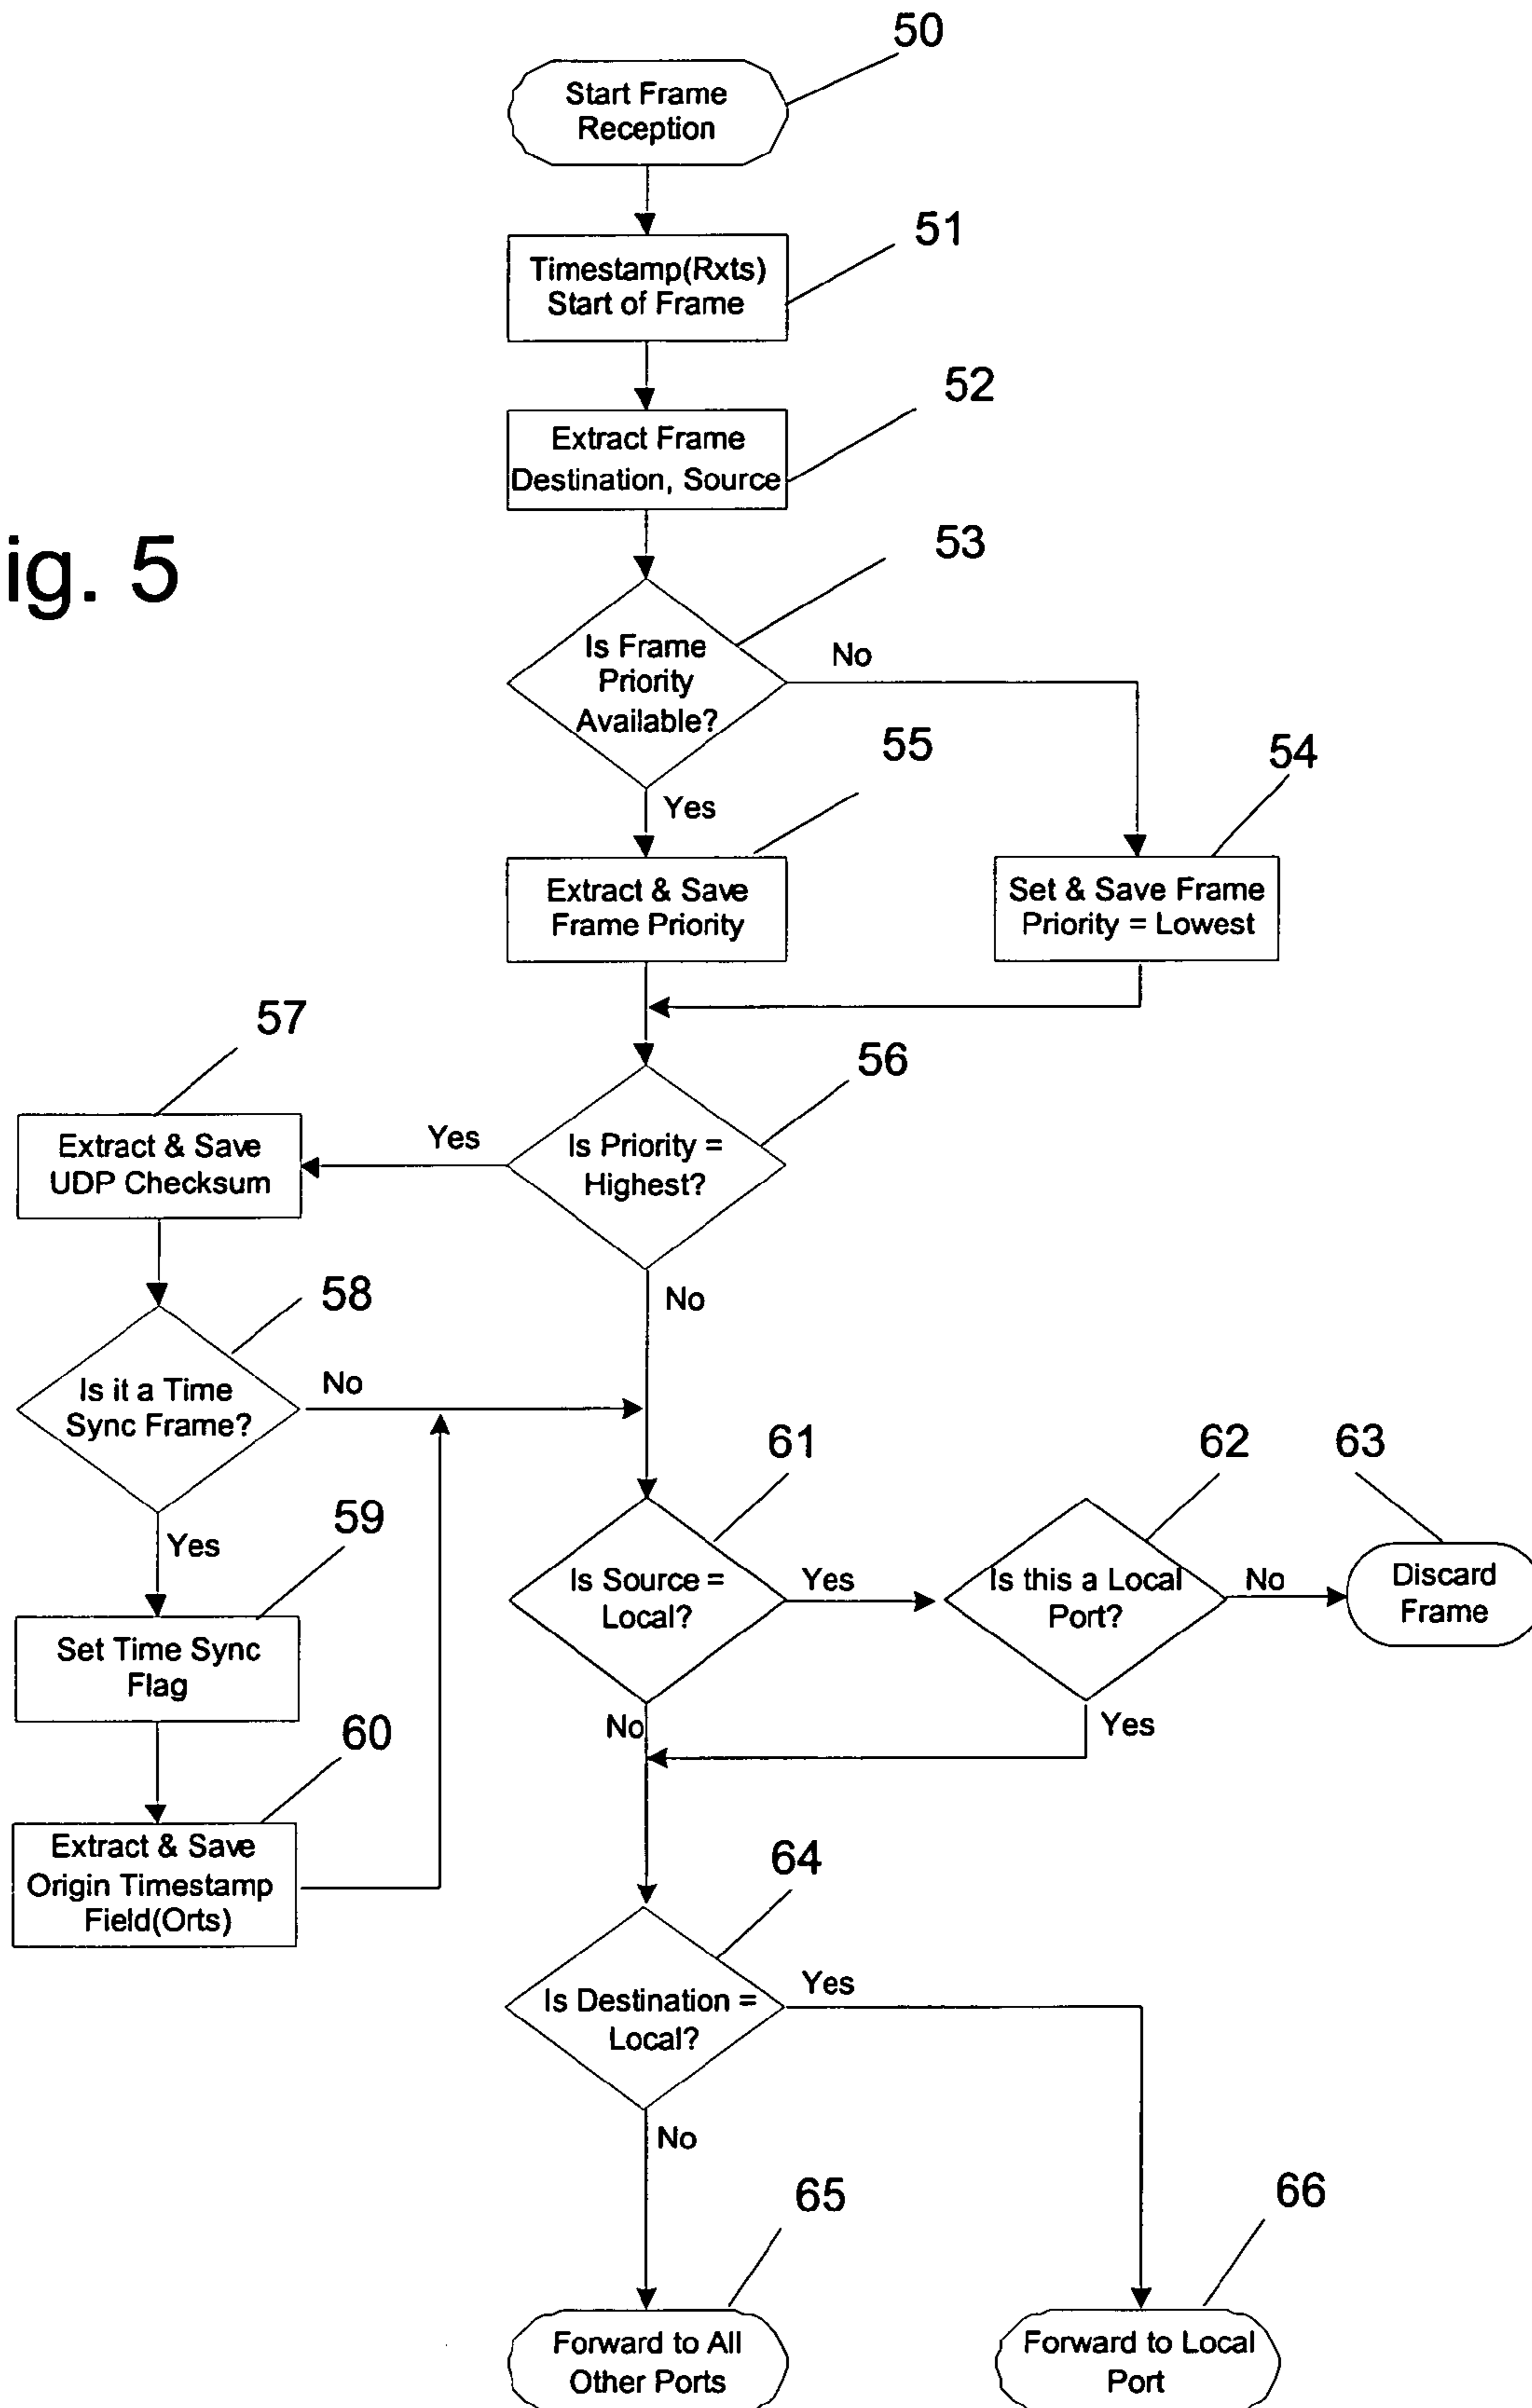 50
Start Frame
Reception
51
Timestamp(Rxts)
Start of Frame
52
Extract Frame
Destination, Source
ig. 5
53
Is Frame
Priority
Available?
No
Yes
55
54
Extract & Save
Frame Priority
Set & Save Frame
Priority = Lowest
57
56
Extract & Save
UDP Checksum
Yes
Is Priority =
Highest?
No
58
Is it a Time
Sync Frame?
No
Yes
61
62
63
59
Is Source =
Local?
Yes
Is this a Local
Port?
No
Discard
Frame
Set Time Sync
Flag
No
Yes
60
Extract & Save
Origin Timestamp
Field(Orts)
64
Is Destination =
Local?
Yes
No
65
66
Forward to All
Other Ports
Forward to Local
Port